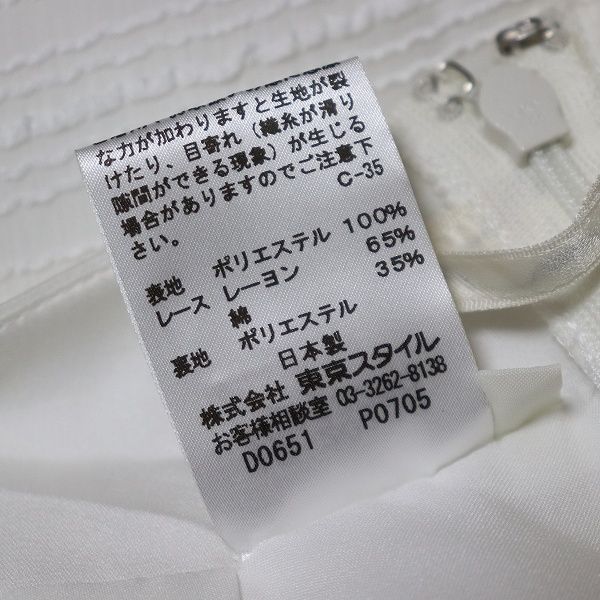 な力が加わりますと生地が裂
けたり、目寄れ（織糸が滑り
隙間ができる現象）が生じる
場合がありますのでご注意下
さい。 C-35
表地 ポリエステル 100%
レース レーヨン 65%
綿 35%
裏地 ポリエステル
日本製
株式会社 東京スタイル
お客様相談室 03-3262-8138
D0651 P0705